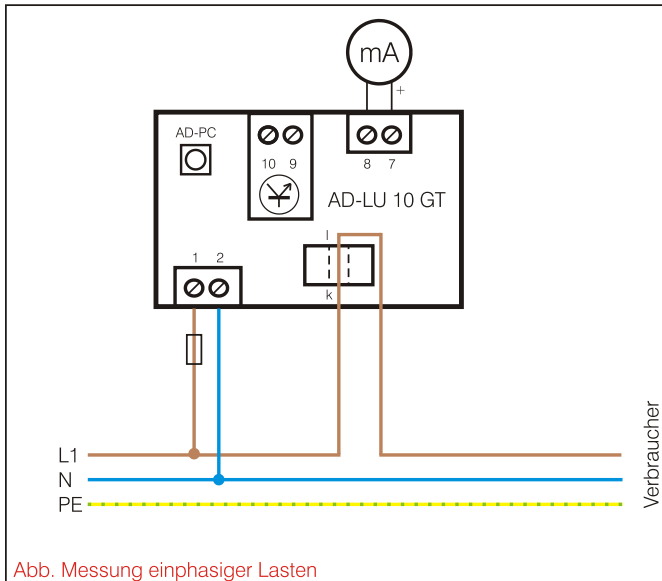 mA
+
AD-PC
10 9
8 7
AD-LU 10 GT
l
k
1 2
L1
N
PE
Verbraucher
Abb. Messung einphasiger Lasten